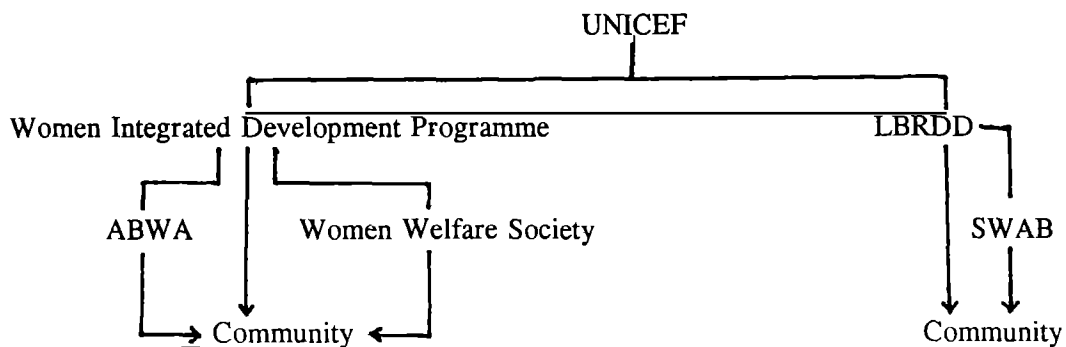 UNICEF
Women Integrated Development Programme LBRDD
ABWA Women Welfare Society SWAB
Community Community